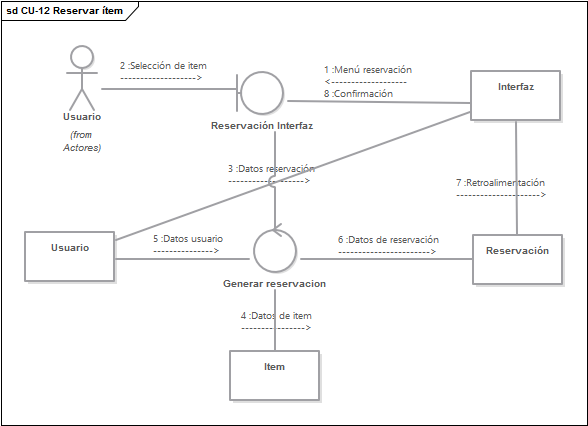 sd CU-12 Reservar ítem
2 :Selección de item
1 :Menú reservación
8 :Confirmación
Interfaz
Usuario
(from
Actores)
Reservación Interfaz
3 :Datos reservación
7 :Retroalimentación
5 :Datos usuario
6 :Datos de reservación
Usuario
Reservación
Generar reservacion
4 :Datos de item
Item